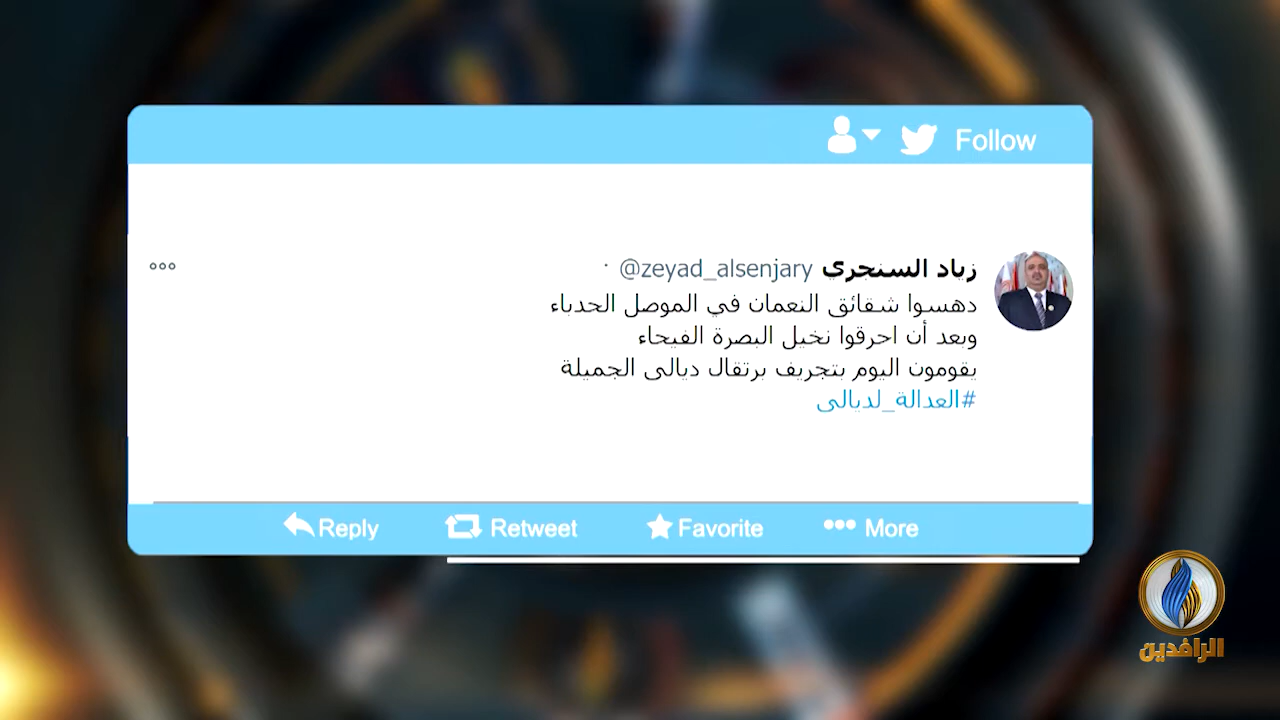 Follow
زياد السنجري @zeyad_alsenjary ·
دهسوا شقائق النعمان في الموصل الحدباء
وبعد أن احرقوا نخيل البصرة الفيحاء
يقومون اليوم بتجريف برتقال ديالى الجميلة
#العدالة_لديالى
Reply Retweet Favorite More
الرافدين